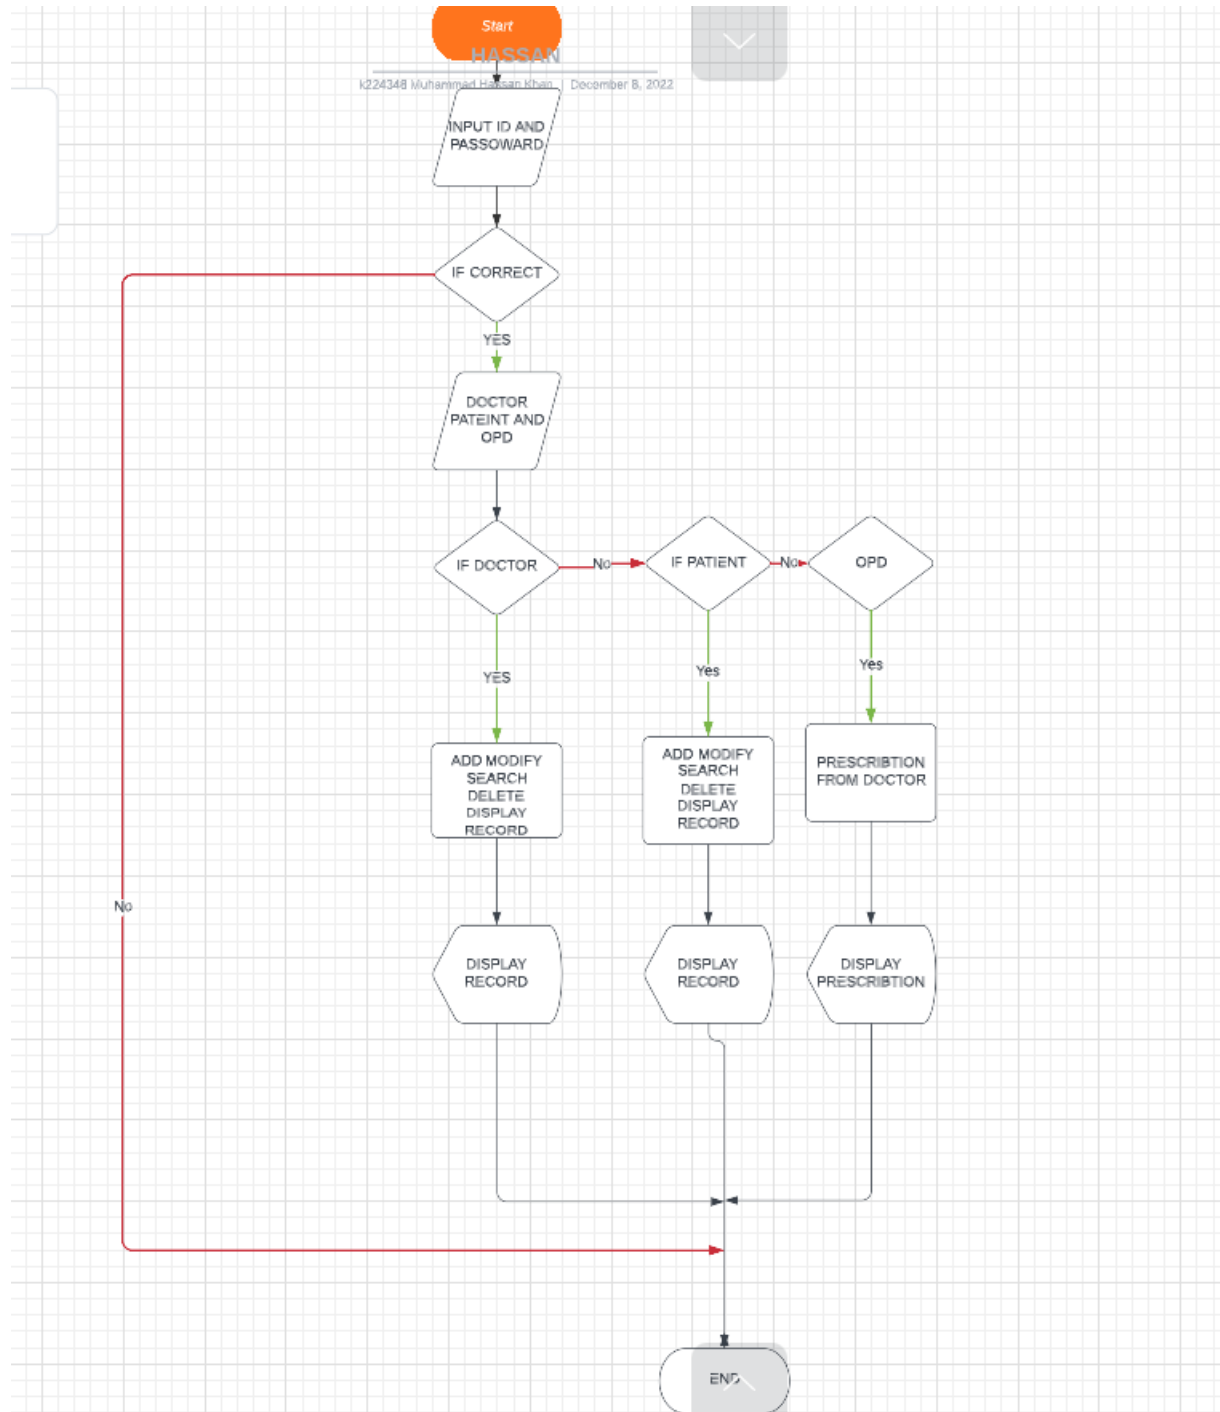 Start
HASSAN
k224348 Muhammad Hassan Khan | December 8, 2022
INPUT ID AND
PASSOWARD
IF CORRECT
YES
DOCTOR
PATEINT AND
OPD
IF DOCTOR
No
IF PATIENT
No
OPD
YES
Yes
Yes
ADD MODIFY
SEARCH
DELETE
DISPLAY
RECORD
ADD MODIFY
SEARCH
DELETE
DISPLAY
RECORD
PRESCRIBTION
FROM DOCTOR
No
DISPLAY
RECORD
DISPLAY
RECORD
DISPLAY
PRESCRIBTION
END